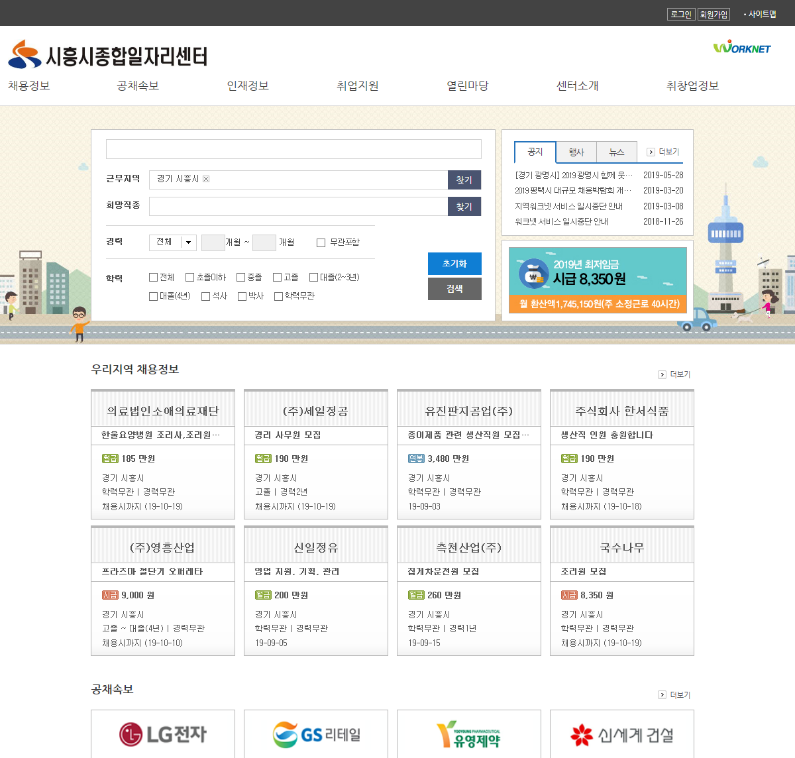 로그인 회원가입 · 사이트맵
시흥시종합일자리센터
WORKNET
채용정보 공채속보 인재정보 취업지원 열린마당 센터소개 취창업정보
공지 행사 뉴스 더보기
근무지역 경기 시흥시 찾기
희망직종 찾기
경력 전체 개월 ~ 개월 무관포함
학력 전체 초졸이하 중졸 고졸 대졸(2~3년)
대졸(4년) 석사 박사 학력무관
초기화
검색
[경기 광명시] 2019 광명시 함께 웃… 2019-05-28
2019 평택시 대규모 채용박람회 개… 2019-03-20
지역워크넷 서비스 일시중단 안내 2019-03-08
워크넷 서비스 일시중단 안내 2018-11-26
2019년 최저임금
시급 8,350원
월 환산액1,745,150원(주 소정근로 40시간)
우리지역 채용정보 더보기
의료법인소애의료재단 (주)세일정공 유진판지공업(주) 주식회사 한서식품
한울요양병원 조리사,조리원… 경리 사무원 모집 종이제품 관련 생산직원 모집… 생산직 인원 충원합니다
월급 185 만원 월급 190 만원 연봉 3,480 만원 월급 190 만원
경기 시흥시 경기 시흥시 경기 시흥시 경기 시흥시
학력무관 | 경력무관 고졸 | 경력2년 학력무관 | 경력무관 학력무관 | 경력무관
채용시까지 (19-10-19) 채용시까지 (19-10-19) 19-09-03 채용시까지 (19-10-18)
(주)영흥산업 신일정유 측천산업(주) 국수나무
프라즈마 절단기 오퍼레타 영업 지원, 기획, 관리 집게차운전원 모집 조리원 모집
시급 9,000 원 월급 200 만원 월급 260 만원 시급 8,350 원
경기 시흥시 경기 시흥시 경기 시흥시 경기 시흥시
고졸 ~ 대졸(4년) | 경력무관 학력무관 | 경력무관 학력무관 | 경력1년 학력무관 | 경력무관
채용시까지 (19-10-10) 19-09-05 19-09-15 채용시까지 (19-10-19)
공채속보 더보기
LG전자 GS리테일 유영제약 신세계 건설